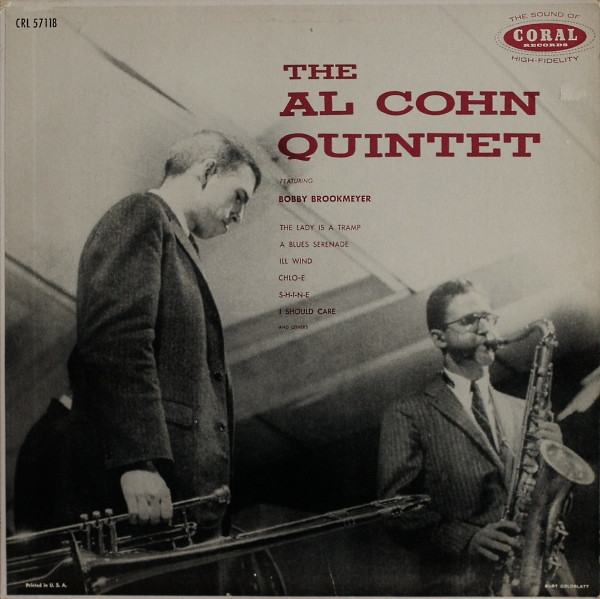 CRL 57118
THE SOUND OF
CORAL
RECORDS
HIGH-FIDELITY
THE
AL COHN
QUINTET
FEATURING
BOBBY BROOKMEYER
THE LADY IS A TRAMP
A BLUES SERENADE
ILL WIND
CHLO-E
S-H-I-N-E
I SHOULD CARE
AND OTHERS
Printed in U. S. A.
BURT GOLDBLATT